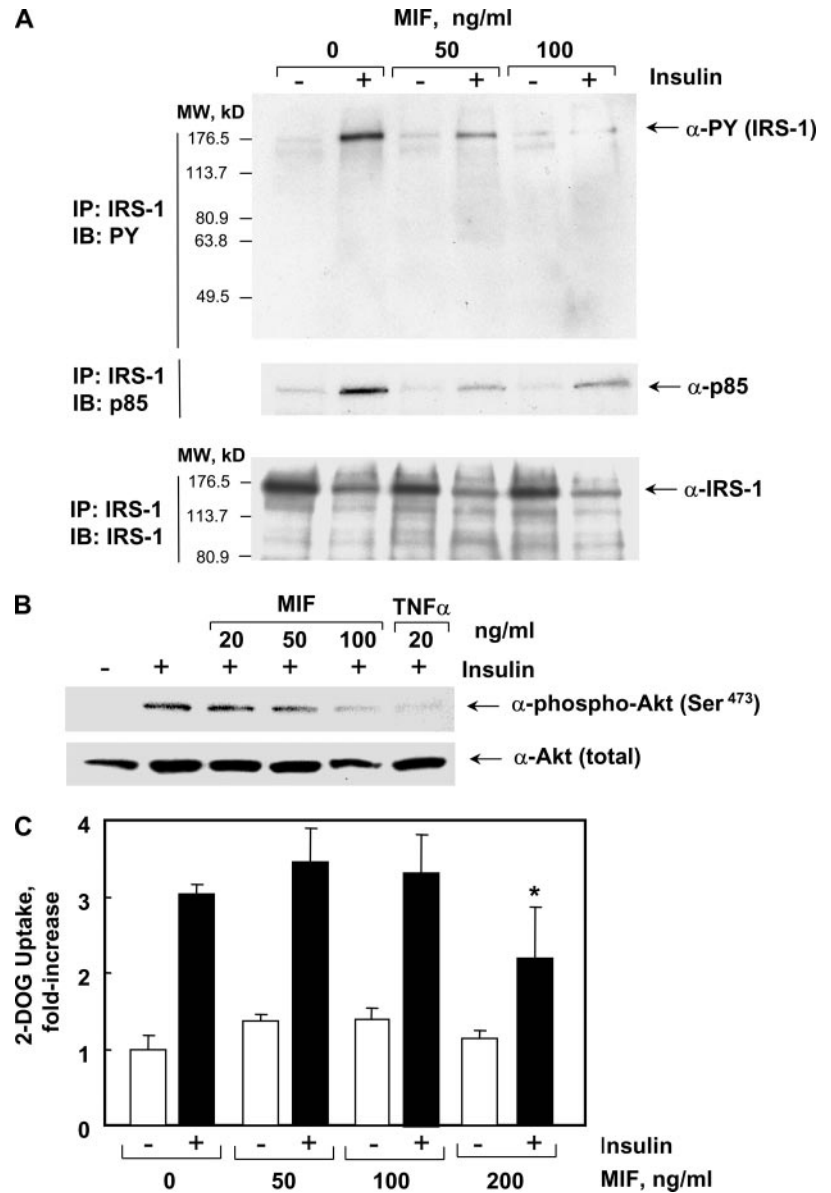 A
MIF, ng/ml
0 50 100
- + - + - + Insulin
MW, kD
176.5
113.7
80.9
63.8
49.5
IP: IRS-1
IB: PY
α-PY (IRS-1)
IP: IRS-1
IB: p85
α-p85
MW, kD
176.5
113.7
80.9
IP: IRS-1
IB: IRS-1
α-IRS-1
B
MIF TNFα
20 50 100 20 ng/ml
- + + + + + Insulin
α-phospho-Akt (Ser 473)
α-Akt (total)
C
2-DOG Uptake,
fold-increase
4
3
2
1
0
*
- + - + - + - + Insulin
0 50 100 200 MIF, ng/ml